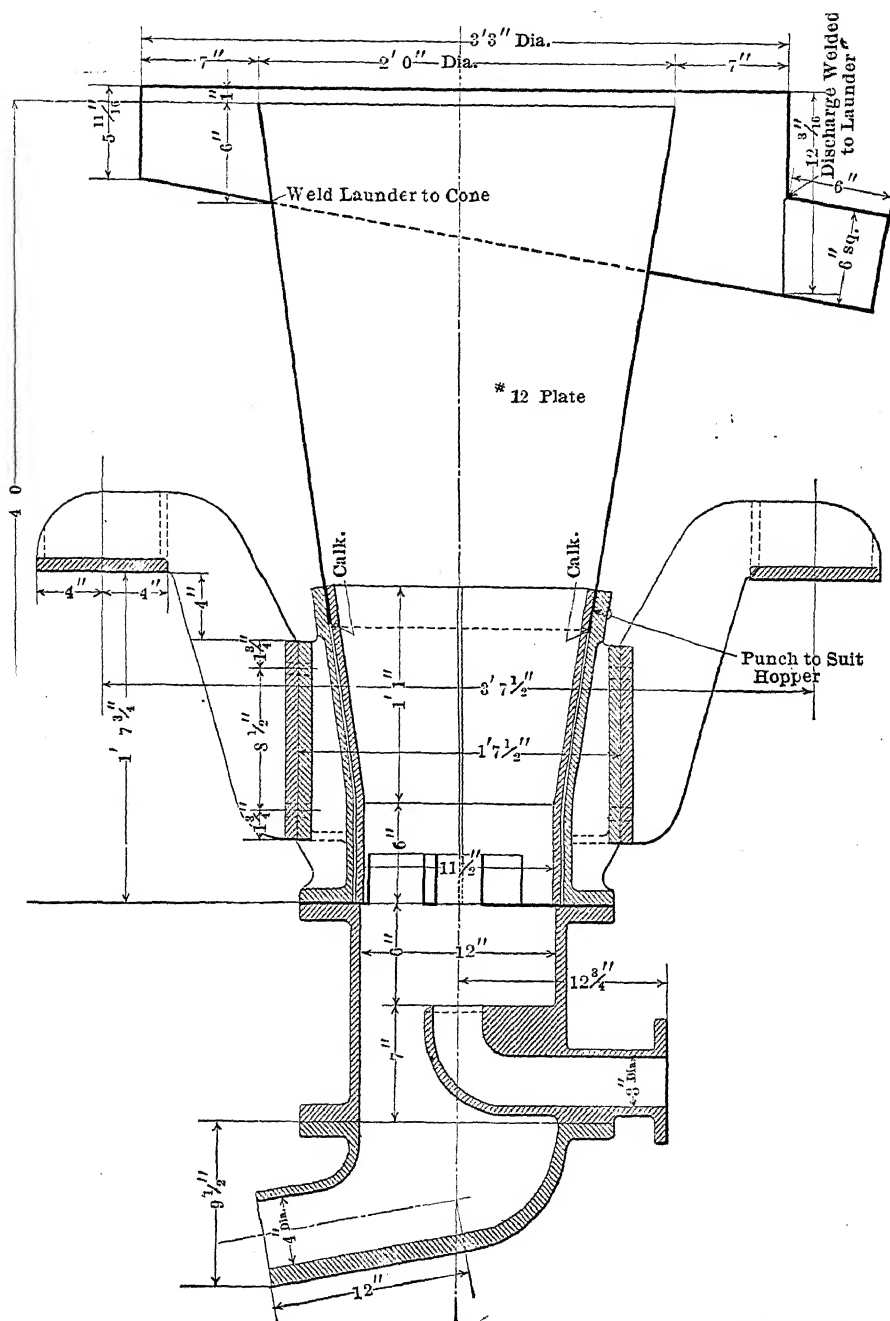 3'3" Dia.
7"
2' 0" Dia.
7"
1"
5 11/16"
6"
12 3/16"
Discharge Welded
to Launder
6"
6" sq.
Weld Launder to Cone
# 12 Plate
4 0
Calk.
Calk.
4"
4"
4"
1 3/4"
Punch to Suit
Hopper
3' 7 1/2"
1' 1"
8 1/2"
1' 7 3/4"
1' 7 1/2"
1 3/4"
6"
11 1/2"
6"
12"
12 3/4"
7"
3" Dia.
9 1/2"
4" Dia.
12"